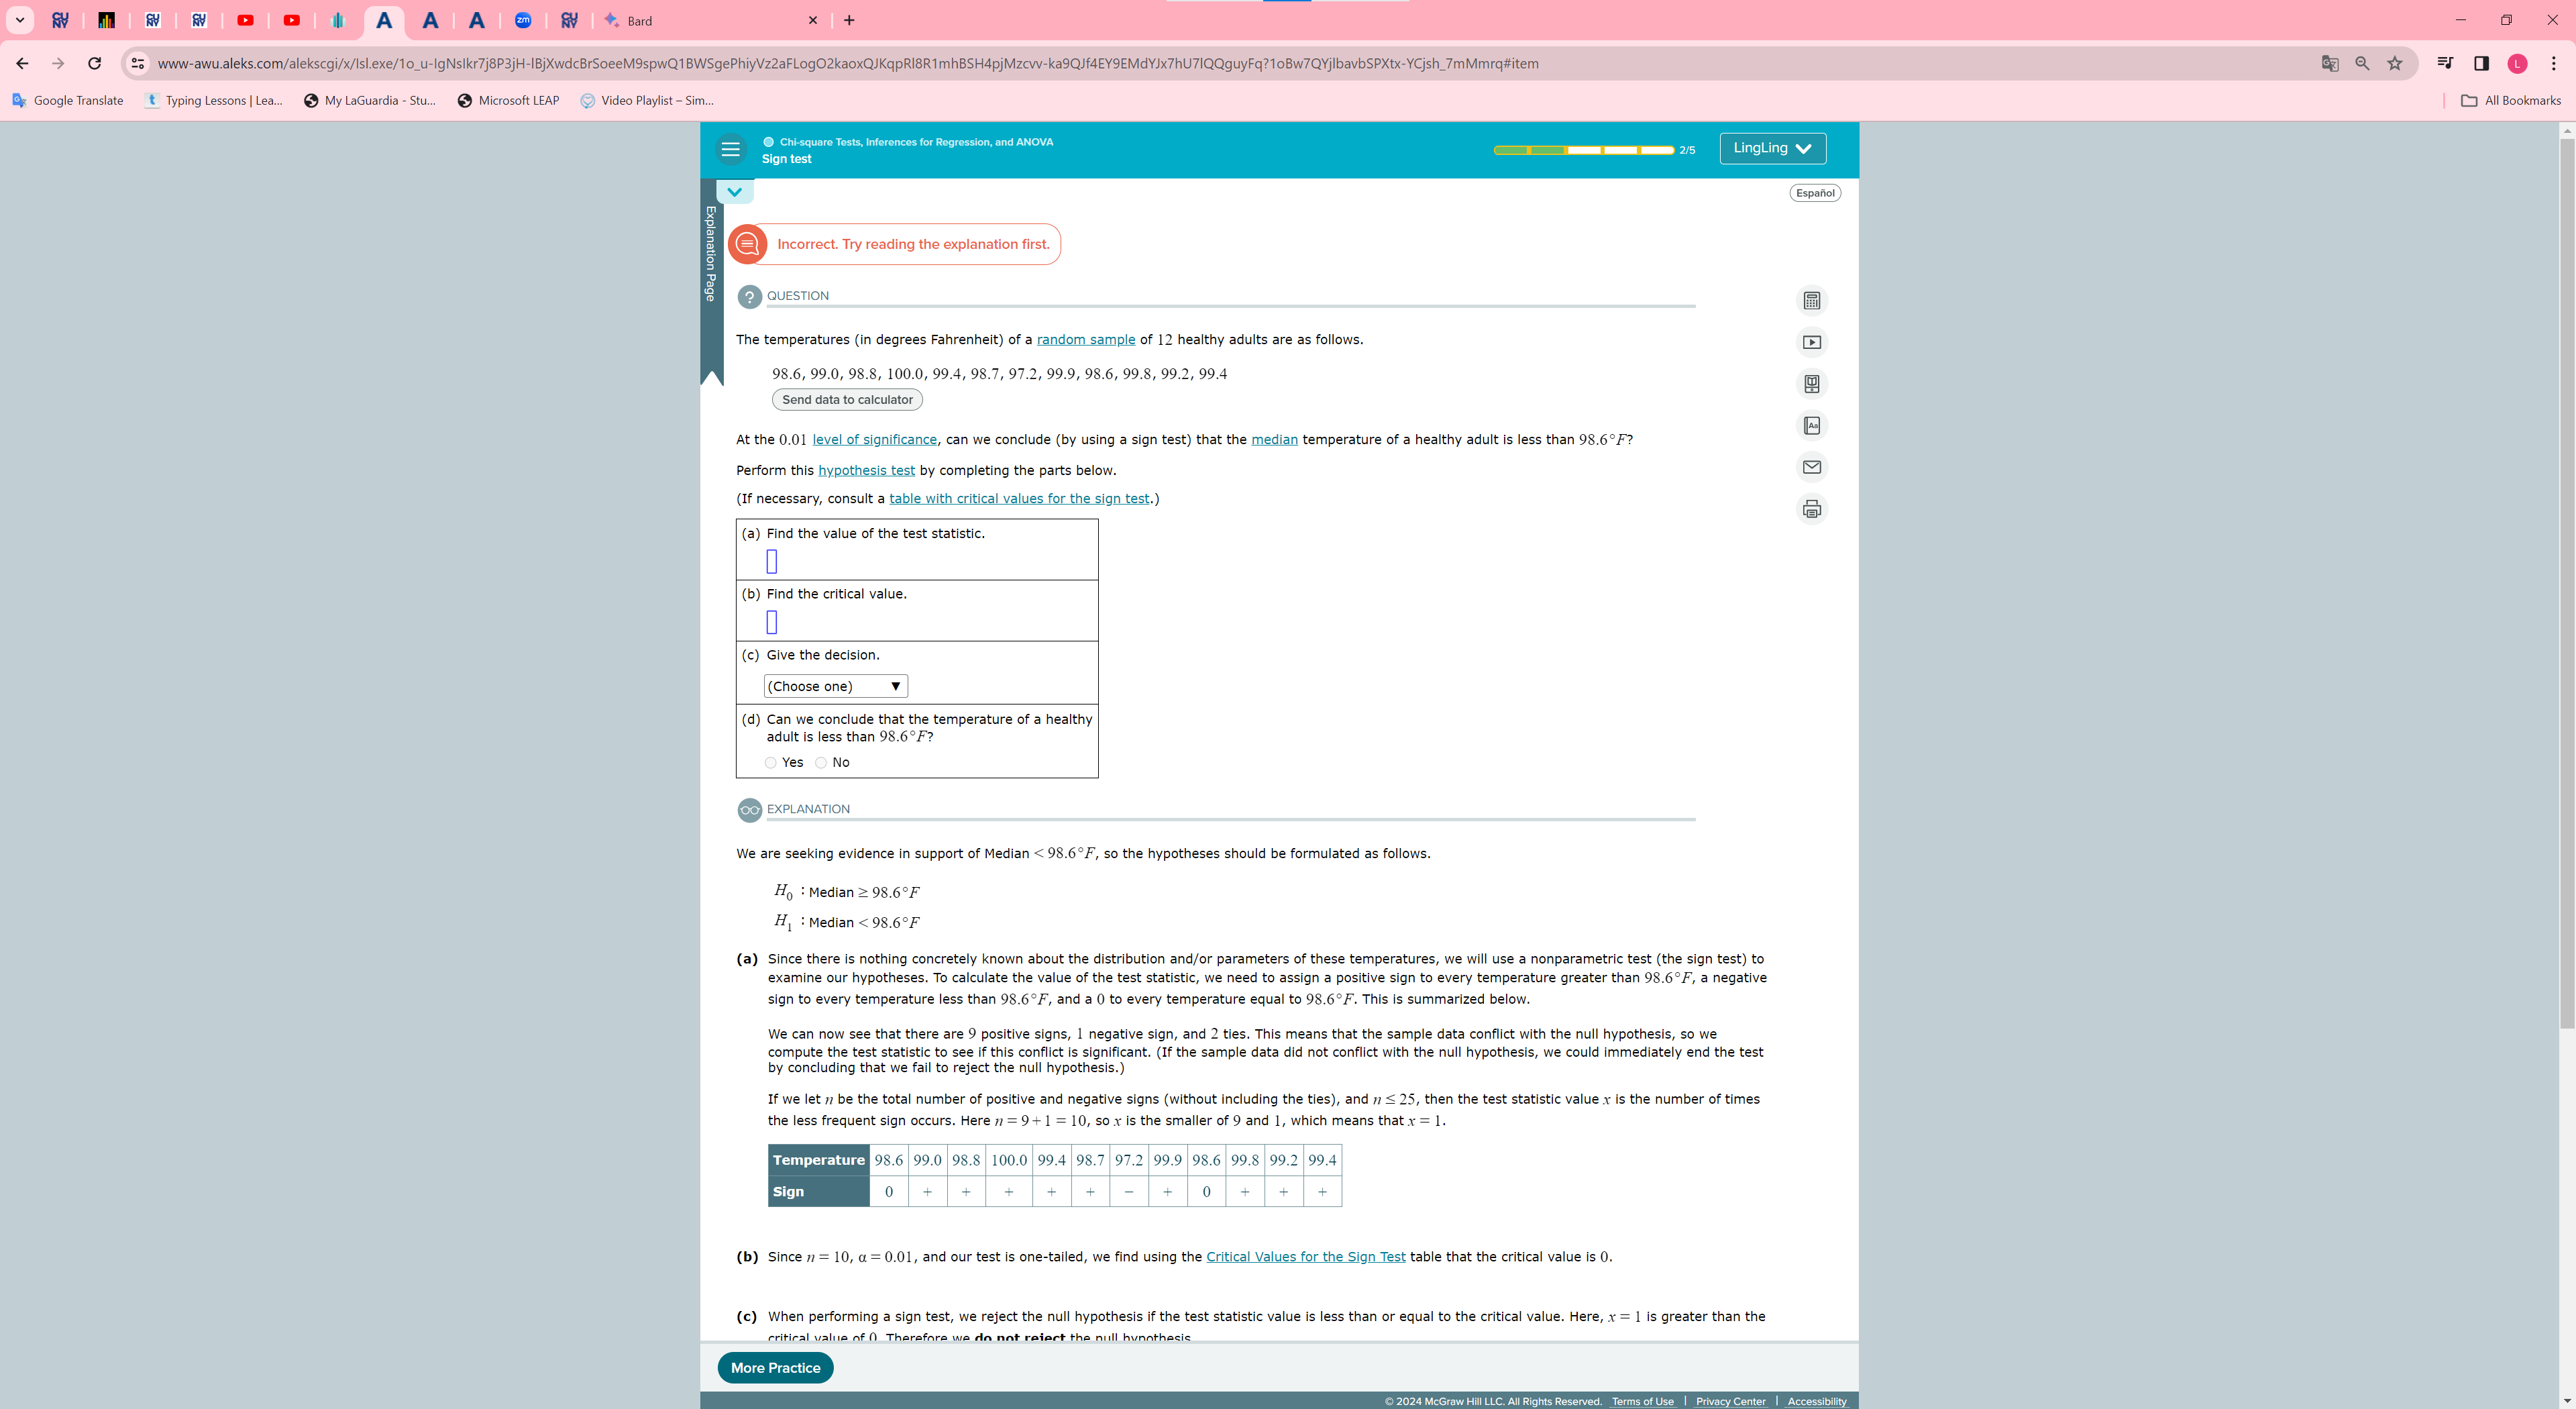 Bard
www-awu.aleks.com/alekscgi/x/Isl.exe/1o_u-IgNsIkr7j8P3jH-lBjXwdcBrSoeeM9spwQ1BWSgePhiyVz2aFLogO2kaoxQJKqpRl8R1mhBSH4pjMzcvv-ka9QJf4EY9EMdYJx7hU7lQQguyFq?1oBw7QYjlbavbSPXtx-YCjsh_7mMmrq#item
Google Translate Typing Lessons | Lea... My LaGuardia - Stu... Microsoft LEAP Video Playlist – Sim... All Bookmarks
Chi-square Tests, Inferences for Regression, and ANOVA
Sign test
2/5
LingLing
Español
Explanation Page
Incorrect. Try reading the explanation first.
QUESTION
The temperatures (in degrees Fahrenheit) of a random sample of 12 healthy adults are as follows.
98.6, 99.0, 98.8, 100.0, 99.4, 98.7, 97.2, 99.9, 98.6, 99.8, 99.2, 99.4
Send data to calculator
At the 0.01 level of significance, can we conclude (by using a sign test) that the median temperature of a healthy adult is less than 98.6°F?
Perform this hypothesis test by completing the parts below.
(If necessary, consult a table with critical values for the sign test.)
(a) Find the value of the test statistic.
(b) Find the critical value.
(c) Give the decision.
(Choose one)
(d) Can we conclude that the temperature of a healthy
adult is less than 98.6°F?
Yes No
EXPLANATION
We are seeking evidence in support of Median < 98.6°F, so the hypotheses should be formulated as follows.
H0 : Median ≥ 98.6°F
H1 : Median < 98.6°F
(a) Since there is nothing concretely known about the distribution and/or parameters of these temperatures, we will use a nonparametric test (the sign test) to
examine our hypotheses. To calculate the value of the test statistic, we need to assign a positive sign to every temperature greater than 98.6°F, a negative
sign to every temperature less than 98.6°F, and a 0 to every temperature equal to 98.6°F. This is summarized below.
We can now see that there are 9 positive signs, 1 negative sign, and 2 ties. This means that the sample data conflict with the null hypothesis, so we
compute the test statistic to see if this conflict is significant. (If the sample data did not conflict with the null hypothesis, we could immediately end the test
by concluding that we fail to reject the null hypothesis.)
If we let n be the total number of positive and negative signs (without including the ties), and n ≤ 25, then the test statistic value x is the number of times
the less frequent sign occurs. Here n = 9 + 1 = 10, so x is the smaller of 9 and 1, which means that x = 1.
Temperature 98.6 99.0 98.8 100.0 99.4 98.7 97.2 99.9 98.6 99.8 99.2 99.4
Sign 0 + + + + + − + 0 + + +
(b) Since n = 10, α = 0.01, and our test is one-tailed, we find using the Critical Values for the Sign Test table that the critical value is 0.
(c) When performing a sign test, we reject the null hypothesis if the test statistic value is less than or equal to the critical value. Here, x = 1 is greater than the
critical value of 0. Therefore we do not reject the null hypothesis.
More Practice
© 2024 McGraw Hill LLC. All Rights Reserved. Terms of Use | Privacy Center | Accessibility